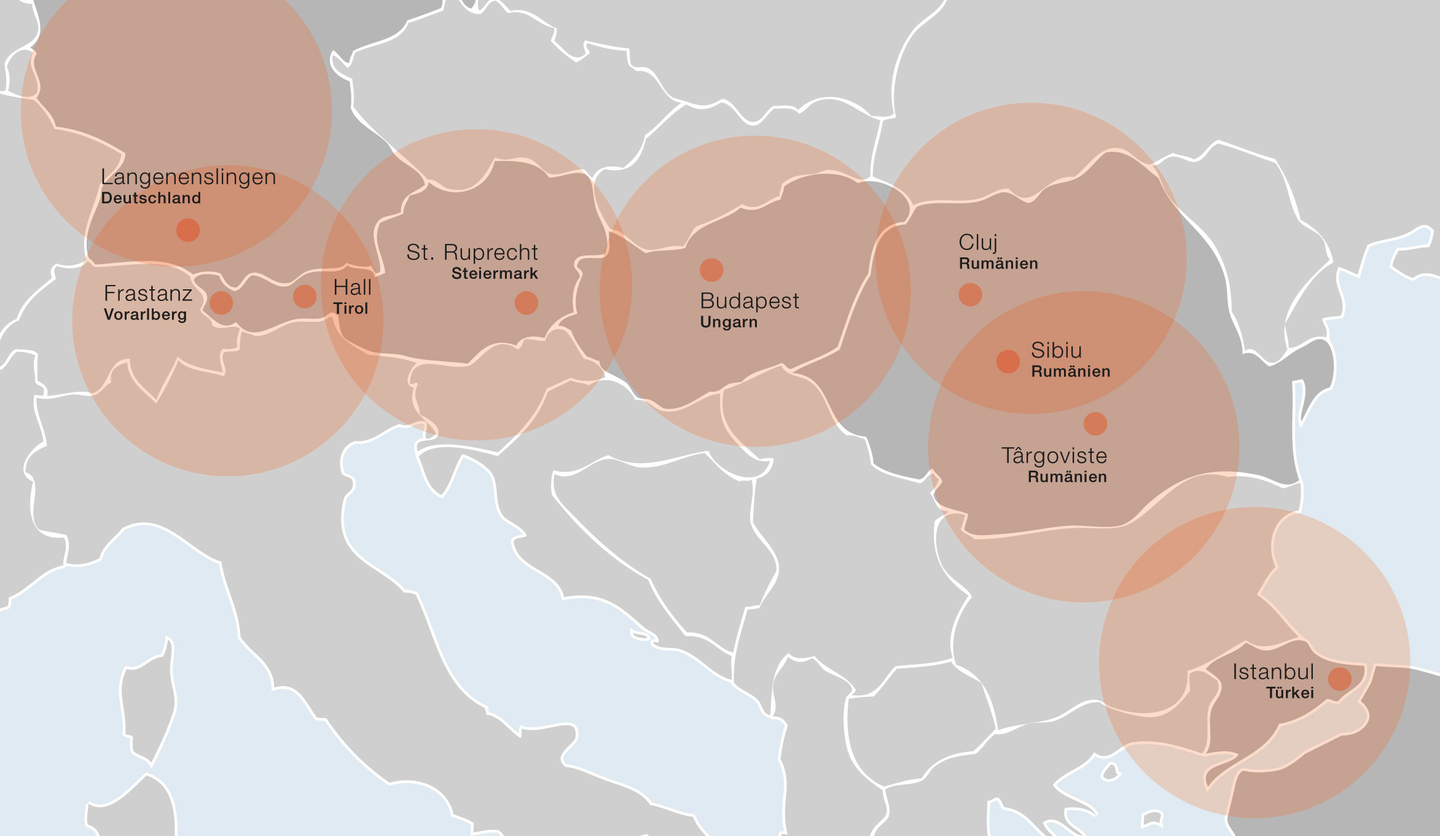 Langenenslingen
Deutschland
Frastanz
Vorarlberg
Hall
Tirol
St. Ruprecht
Steiermark
Budapest
Ungarn
Cluj
Rumänien
Sibiu
Rumänien
Târgoviste
Rumänien
Istanbul
Türkei